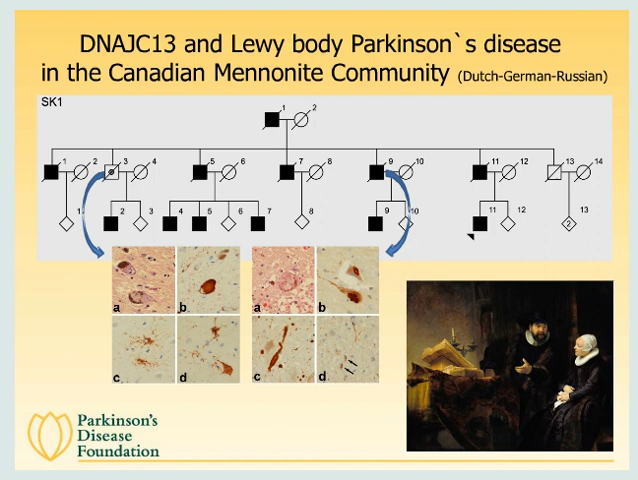 DNAJC13 and Lewy body Parkinson`s disease
in the Canadian Mennonite Community (Dutch-German-Russian)
SK1
1 2
1 2 3 4 5 6 7 8 9 10 11 12 13 14
1 2 3 4 5 6 7 8 9 10 11 12 13
2
a b a b
c d c d
Parkinson's
Disease
Foundation